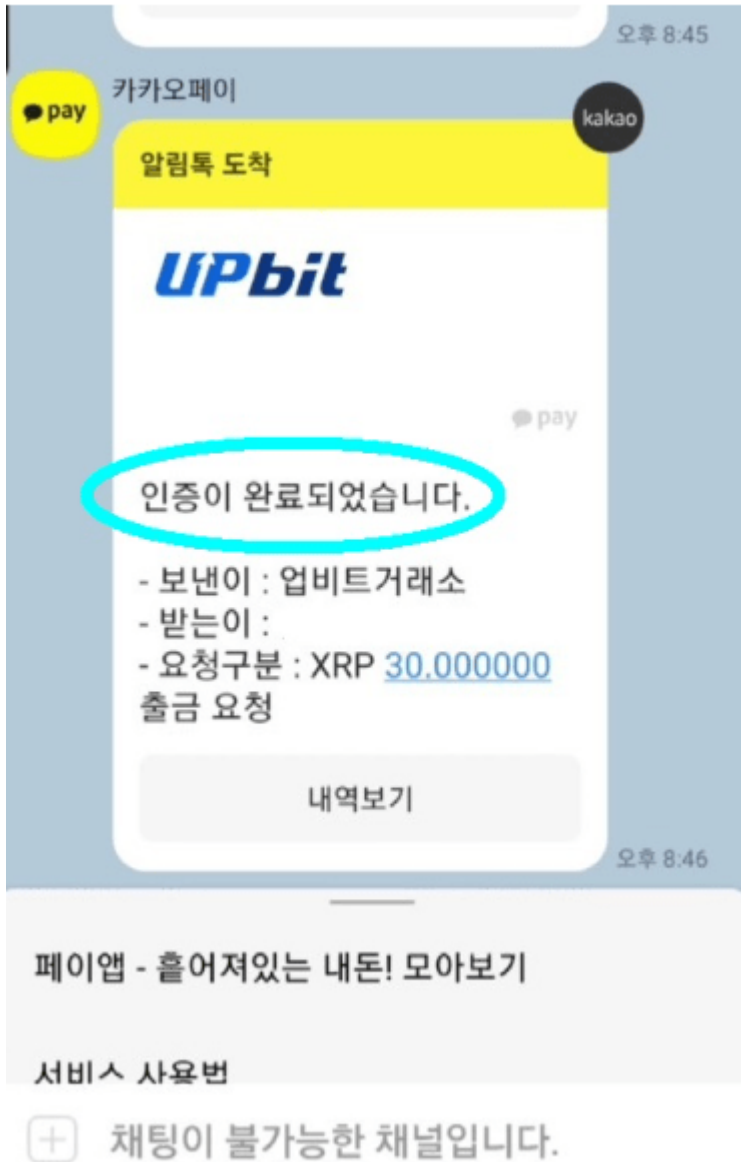 오후 8:45
pay
카카오페이
kakao
알림톡 도착
UPbit
pay
인증이 완료되었습니다.
- 보낸이 : 업비트거래소
- 받는이 :
- 요청구분 : XRP 30.000000
출금 요청
내역보기
오후 8:46
페이앱 - 흩어져있는 내돈! 모아보기
서비스 사용법
채팅이 불가능한 채널입니다.